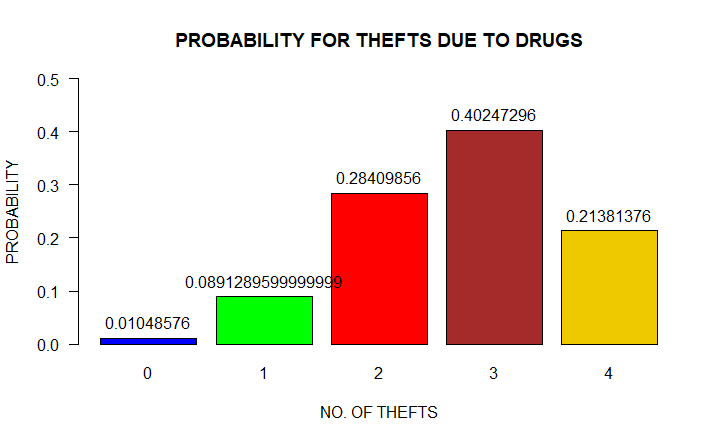 PROBABILITY FOR THEFTS DUE TO DRUGS
PROBABILITY
0.5
0.4
0.3
0.2
0.1
0.0
0.01048576
0.0891289599999999
0.28409856
0.40247296
0.21381376
0 1 2 3 4
NO. OF THEFTS